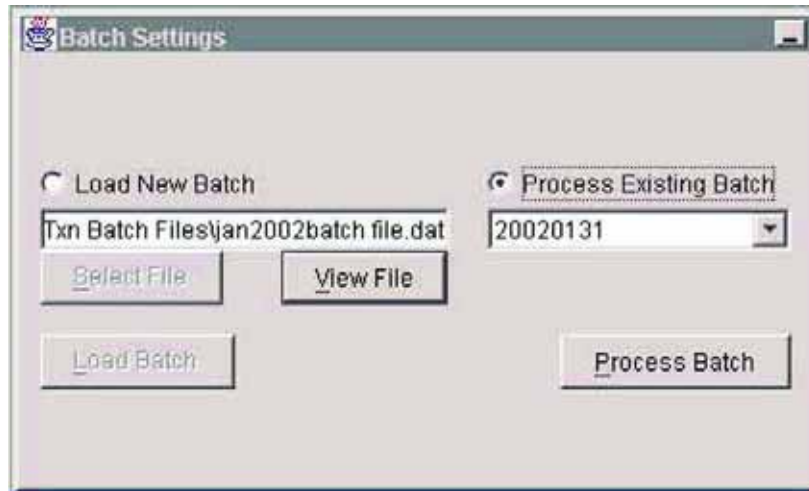 Batch Settings
Load New Batch
Process Existing Batch
Txn Batch Files\jan2002batch file.dat
20020131
Select File
View File
Load Batch
Process Batch